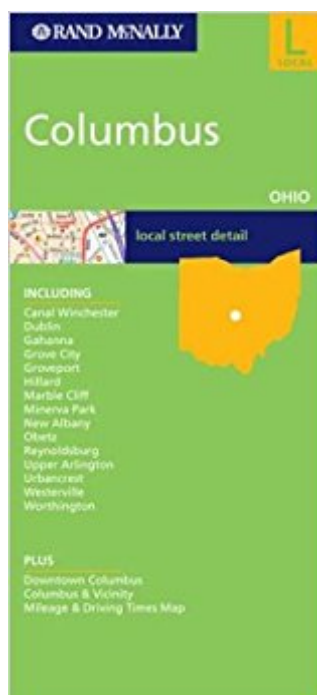 RAND McNALLY
L
LOCAL
Columbus
OHIO
local street detail
INCLUDING
Canal Winchester
Dublin
Gahanna
Grove City
Groveport
Hillard
Marble Cliff
Minerva Park
New Albany
Obetz
Reynoldsburg
Upper Arlington
Urbancrest
Westerville
Worthington
PLUS
Downtown Columbus
Columbus & Vicinity
Mileage & Driving Times Map